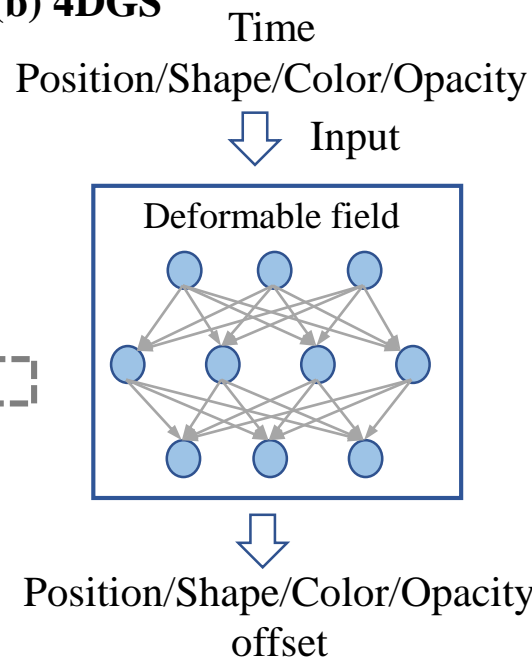 (b) 4DGS
Time
Position/Shape/Color/Opacity
Input
Deformable field
Position/Shape/Color/Opacity
offset